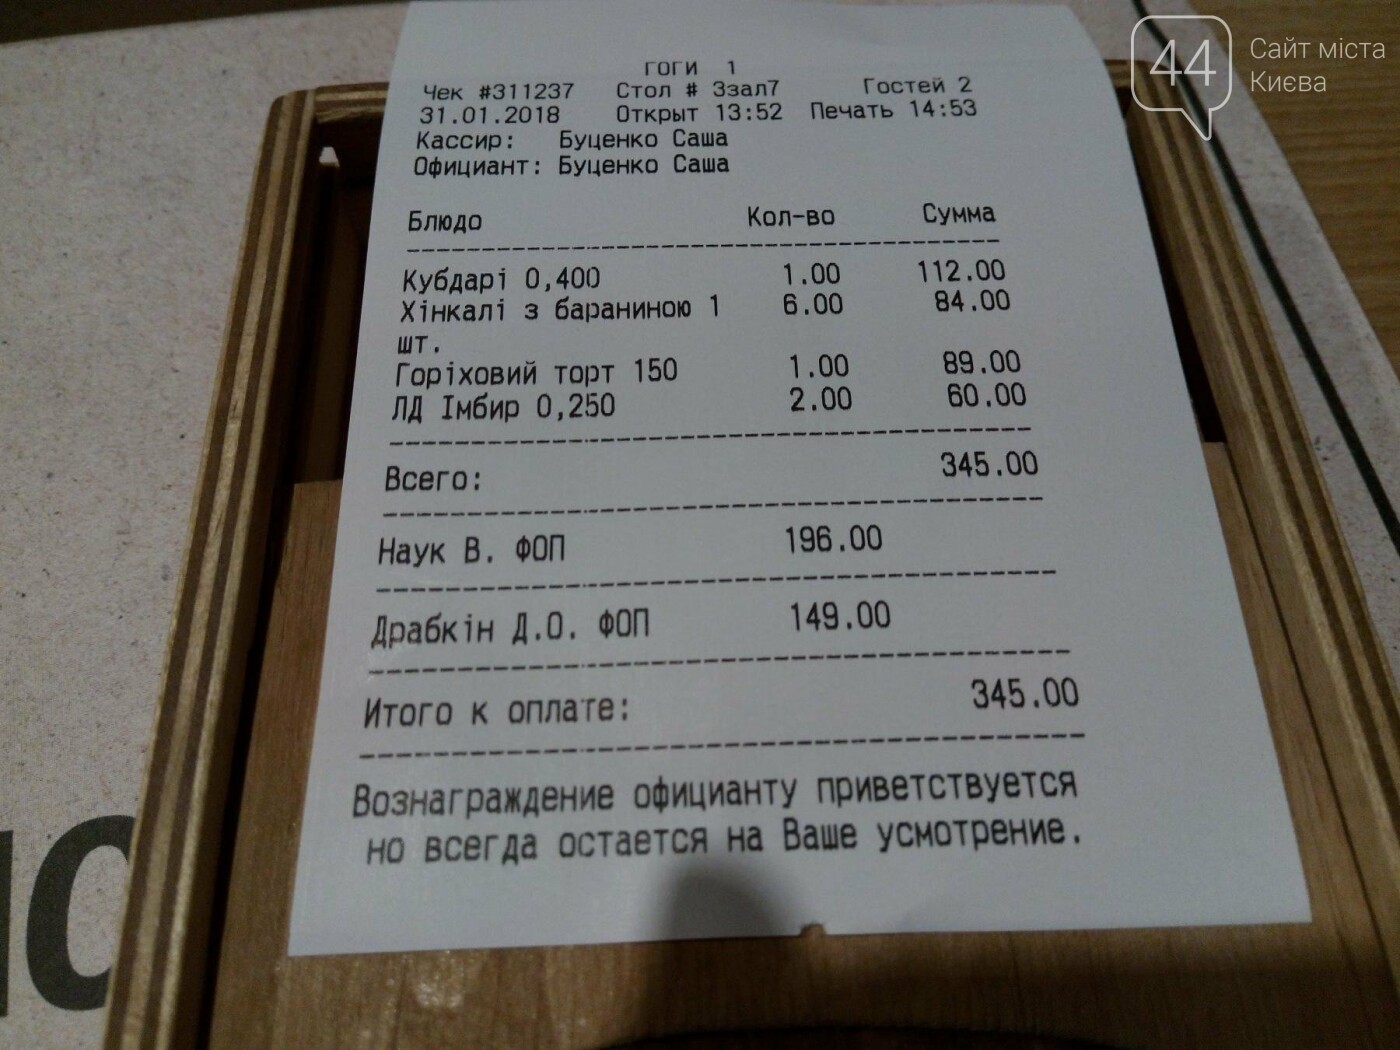 ГОГИ 1
Чек #311237 Стол # 3зал7 Гостей 2
31.01.2018 Открыт 13:52 Печать 14:53
Кассир: Буценко Саша
Официант: Буценко Саша
Блюдо Кол-во Сумма
Кубдарі 0,400 1.00 112.00
Хінкалі з бараниною 1 6.00 84.00
шт.
Горіховий торт 150 1.00 89.00
ЛД Імбир 0,250 2.00 60.00
Всего: 345.00
Наук В. ФОП 196.00
Драбкін Д.О. ФОП 149.00
Итого к оплате: 345.00
Вознаграждение официанту приветствуется
но всегда остается на Ваше усмотрение.
44 Сайт міста
Києва